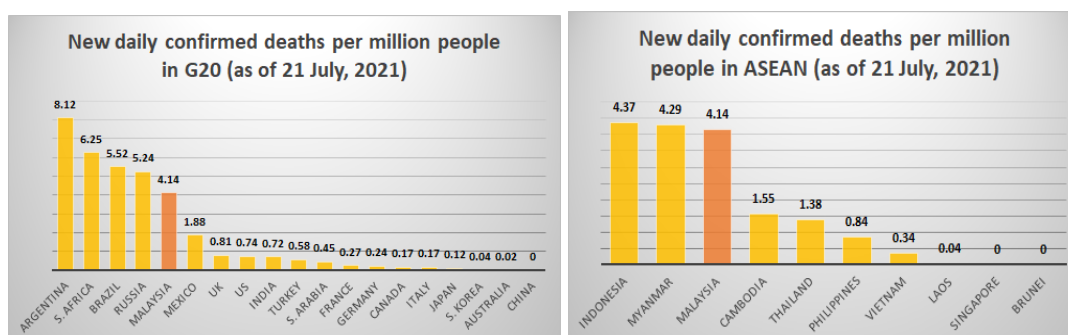 New daily confirmed deaths per million people
in G20 (as of 21 July, 2021)
8.12
6.25
5.52
5.24
4.14
1.88
0.81
0.74
0.72
0.58
0.45
0.27
0.24
0.17
0.17
0.12
0.04
0.02
0
ARGENTINA
S. AFRICA
BRAZIL
RUSSIA
MALAYSIA
MEXICO
UK
US
INDIA
TURKEY
S. ARABIA
FRANCE
GERMANY
CANADA
ITALY
JAPAN
S. KOREA
AUSTRALIA
CHINA
New daily confirmed deaths per million
people in ASEAN (as of 21 July, 2021)
4.37
4.29
4.14
1.55
1.38
0.84
0.34
0.04
0
0
INDONESIA
MYANMAR
MALAYSIA
CAMBODIA
THAILAND
PHILIPPINES
VIETNAM
LAOS
SINGAPORE
BRUNEI